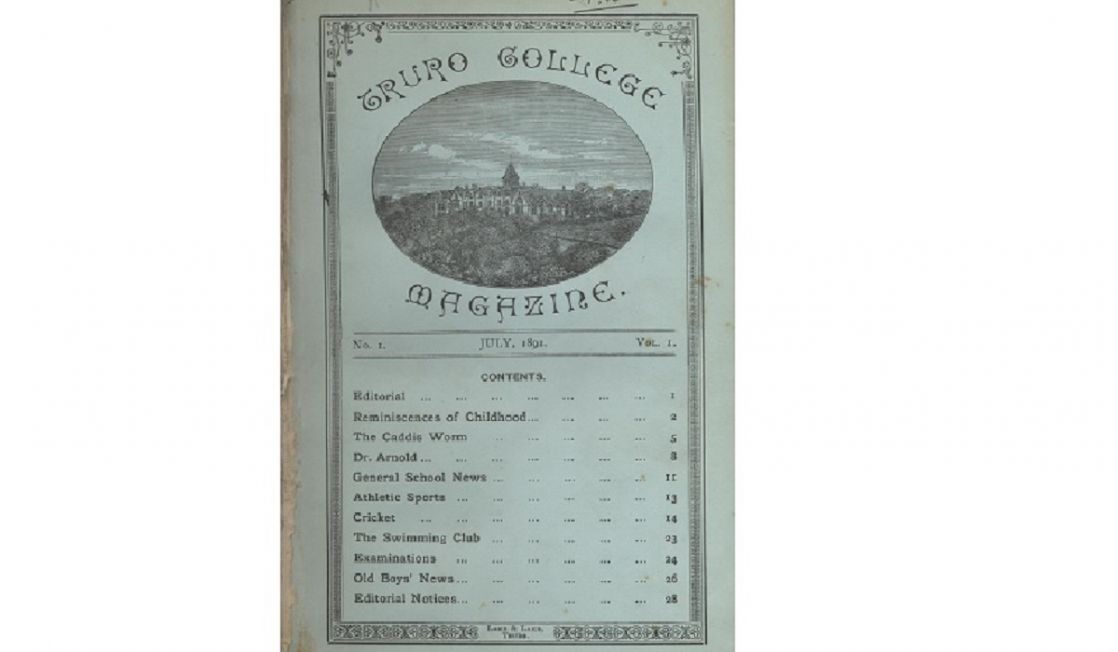 TRURO COLLEGE
MAGAZINE.
No. 1. JULY, 1891. VOL. 1.
CONTENTS.
Editorial ... ... ... ... ... ... ... 1
Reminiscences of Childhood ... ... ... ... 2
The Caddis Worm ... ... ... ... ... 5
Dr. Arnold ... ... ... ... ... ... ... 8
General School News ... ... ... ... ... 11
Athletic Sports ... ... ... ... ... ... 13
Cricket ... ... ... ... ... ... ... 14
The Swimming Club ... ... ... ... ... 23
Examinations ... ... ... ... ... ... 24
Old Boys' News ... ... ... ... ... ... 26
Editorial Notices ... ... ... ... ... ... 28
TRURO.